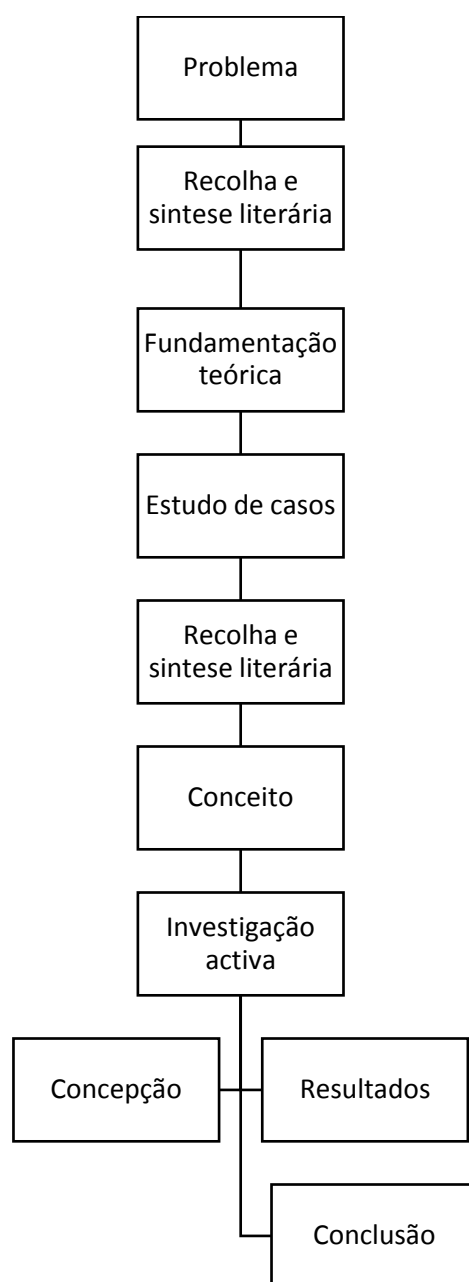 Problema
Recolha e
sintese literária
Fundamentação
teórica
Estudo de casos
Recolha e
sintese literária
Conceito
Investigação
activa
Concepção
Resultados
Conclusão